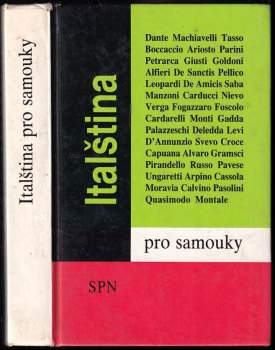 Italština pro samouky
Italština
Dante Machiavelli Tasso
Boccaccio Ariosto Parini
Petrarca Giusti Goldoni
Alfieri De Sanctis Pellico
Leopardi De Amicis Saba
Manzoni Carducci Nievo
Verga Fogazzaro Foscolo
Cardarelli Monti Gadda
Palazzeschi Deledda Levi
D'Annunzio Svevo Croce
Capuana Alvaro Gramsci
Pirandello Russo Pavese
Ungaretti Arpino Cassola
Moravia Calvino Pasolini
Quasimodo Montale
pro samouky
SPN